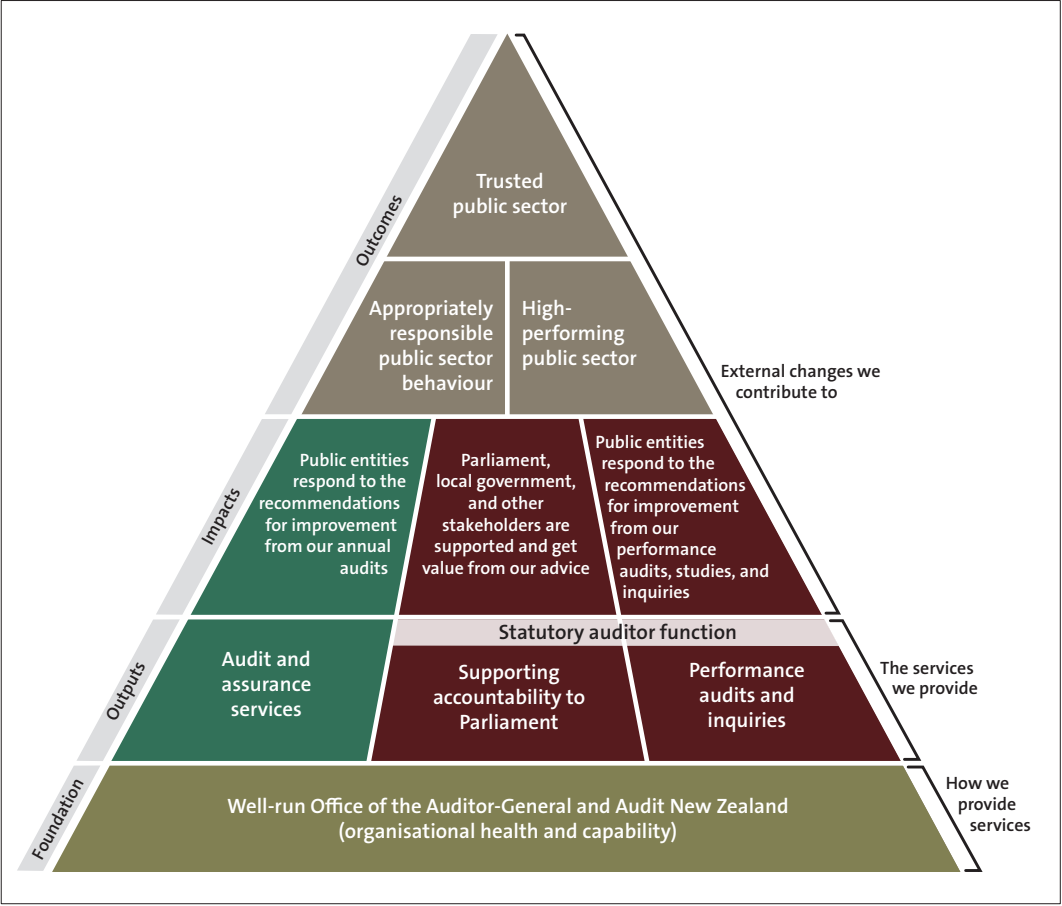 Outcomes
Trusted
public sector
Appropriately
responsible
public sector
behaviour
High-
performing
public sector
External changes we
contribute to
Impacts
Public entities
respond to the
recommendations
for improvement
from our annual
audits
Parliament,
local government,
and other
stakeholders are
supported and get
value from our advice
Public entities
respond to the
recommendations
for improvement
from our
performance
audits, studies, and
inquiries
Outputs
Audit and
assurance
services
Statutory auditor function
Supporting
accountability to
Parliament
Performance
audits and
inquiries
The services
we provide
Foundation
Well-run Office of the Auditor-General and Audit New Zealand
(organisational health and capability)
How we
provide
services